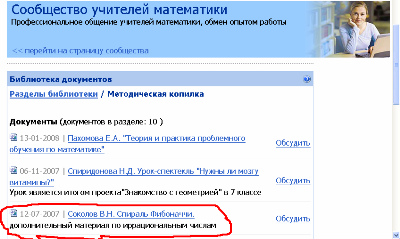 Сообщество учителей математики
Профессиональное общение учителей математики, обмен опытом работы
<< перейти на страницу сообщества
Библиотека документов
Разделы библиотеки / Методическая копилка
Документы (документов в разделе: 10 )
13-01-2008 | Пахомова Е.А. "Теория и практика проблемного
обучения по математике"
Обсудить
06-11-2007 | Спиридонова Н.Д. Урок-спектекль "Нужны ли мозгу
витамины?"
Урок является итогом проекта"Знакомство с геометрией" в 7 классе
Обсудить
12-07-2007 | Соколов В.Н. Спираль Фибоначчи.
дополнительный материал по иррациональным числам
Обсудить